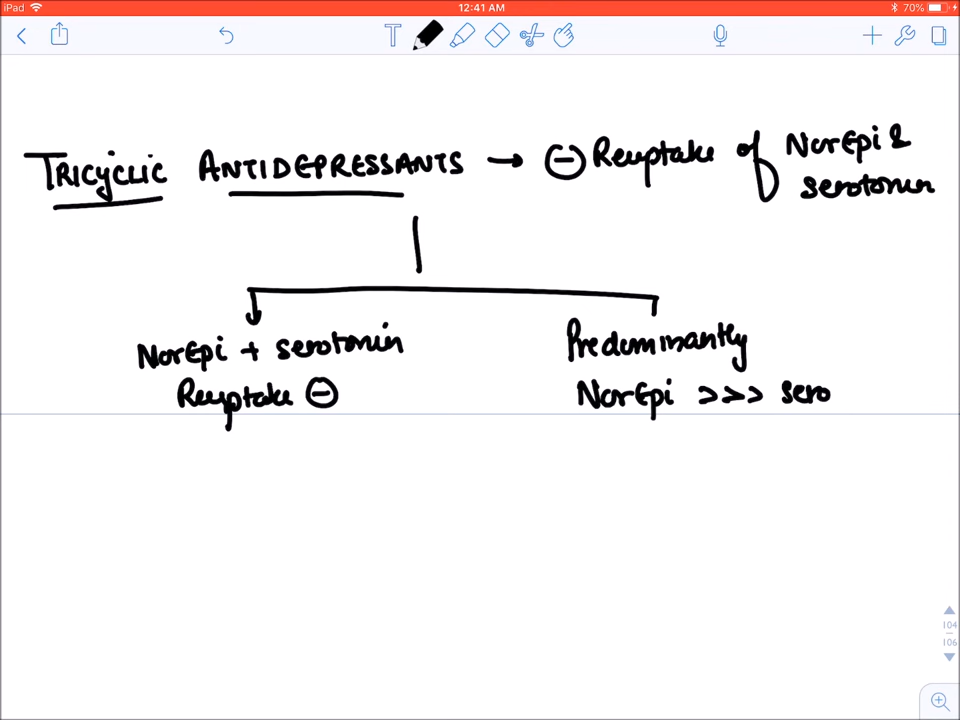 iPad 12:41 AM 70%
T
TRICYCLIC ANTIDEPRESSANTS → ⊖ Reuptake of NorEpi &
serotonin
NorEpi + serotonin
Reuptake ⊖
Predominantly
NorEpi >>> sero
104
106